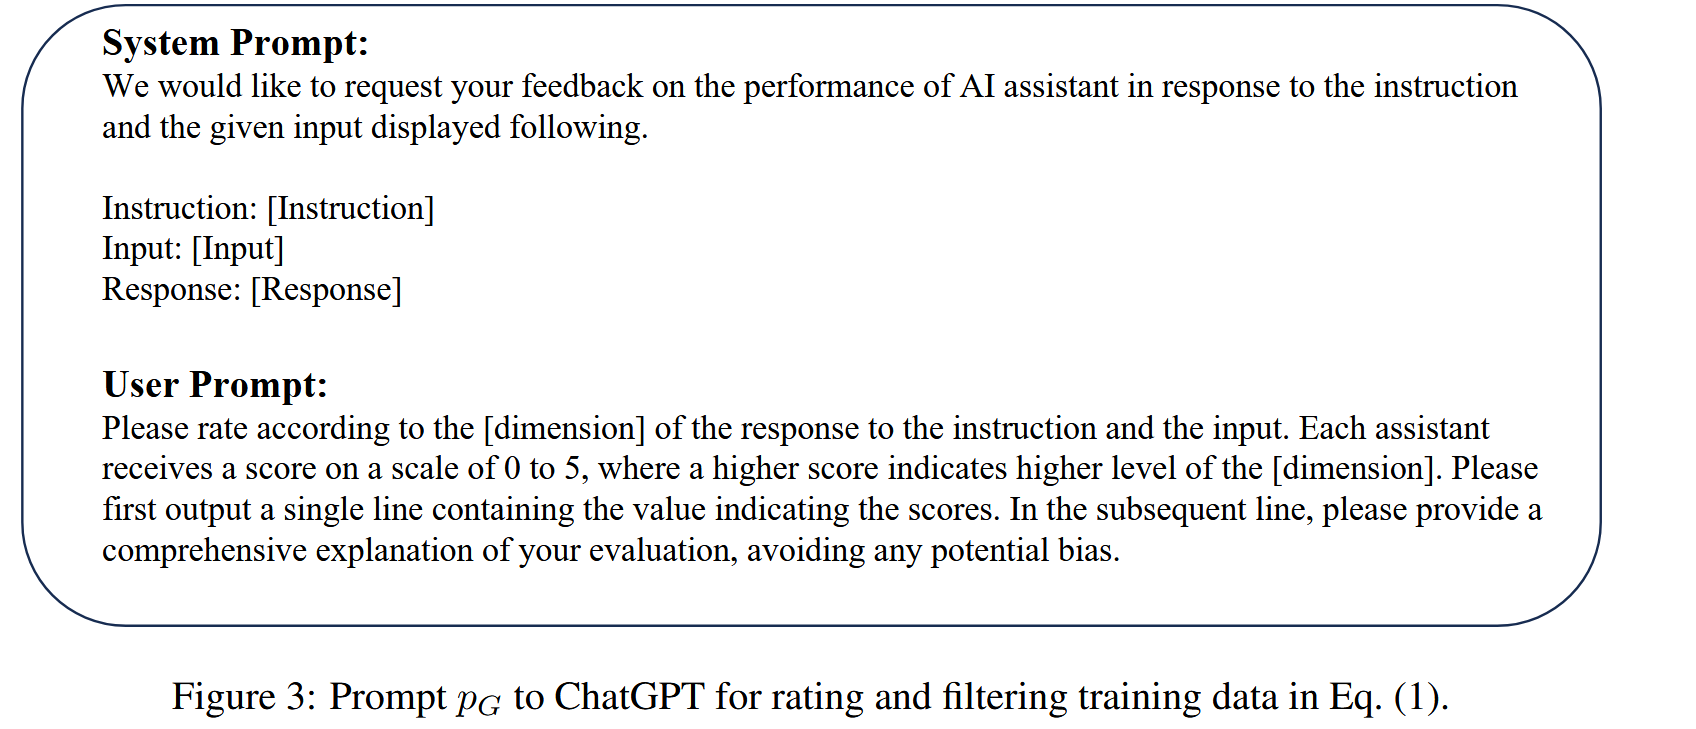 System Prompt:
We would like to request your feedback on the performance of AI assistant in response to the instruction
and the given input displayed following.
Instruction: [Instruction]
Input: [Input]
Response: [Response]
User Prompt:
Please rate according to the [dimension] of the response to the instruction and the input. Each assistant
receives a score on a scale of 0 to 5, where a higher score indicates higher level of the [dimension]. Please
first output a single line containing the value indicating the scores. In the subsequent line, please provide a
comprehensive explanation of your evaluation, avoiding any potential bias.
Figure 3: Prompt p_G to ChatGPT for rating and filtering training data in Eq. (1).